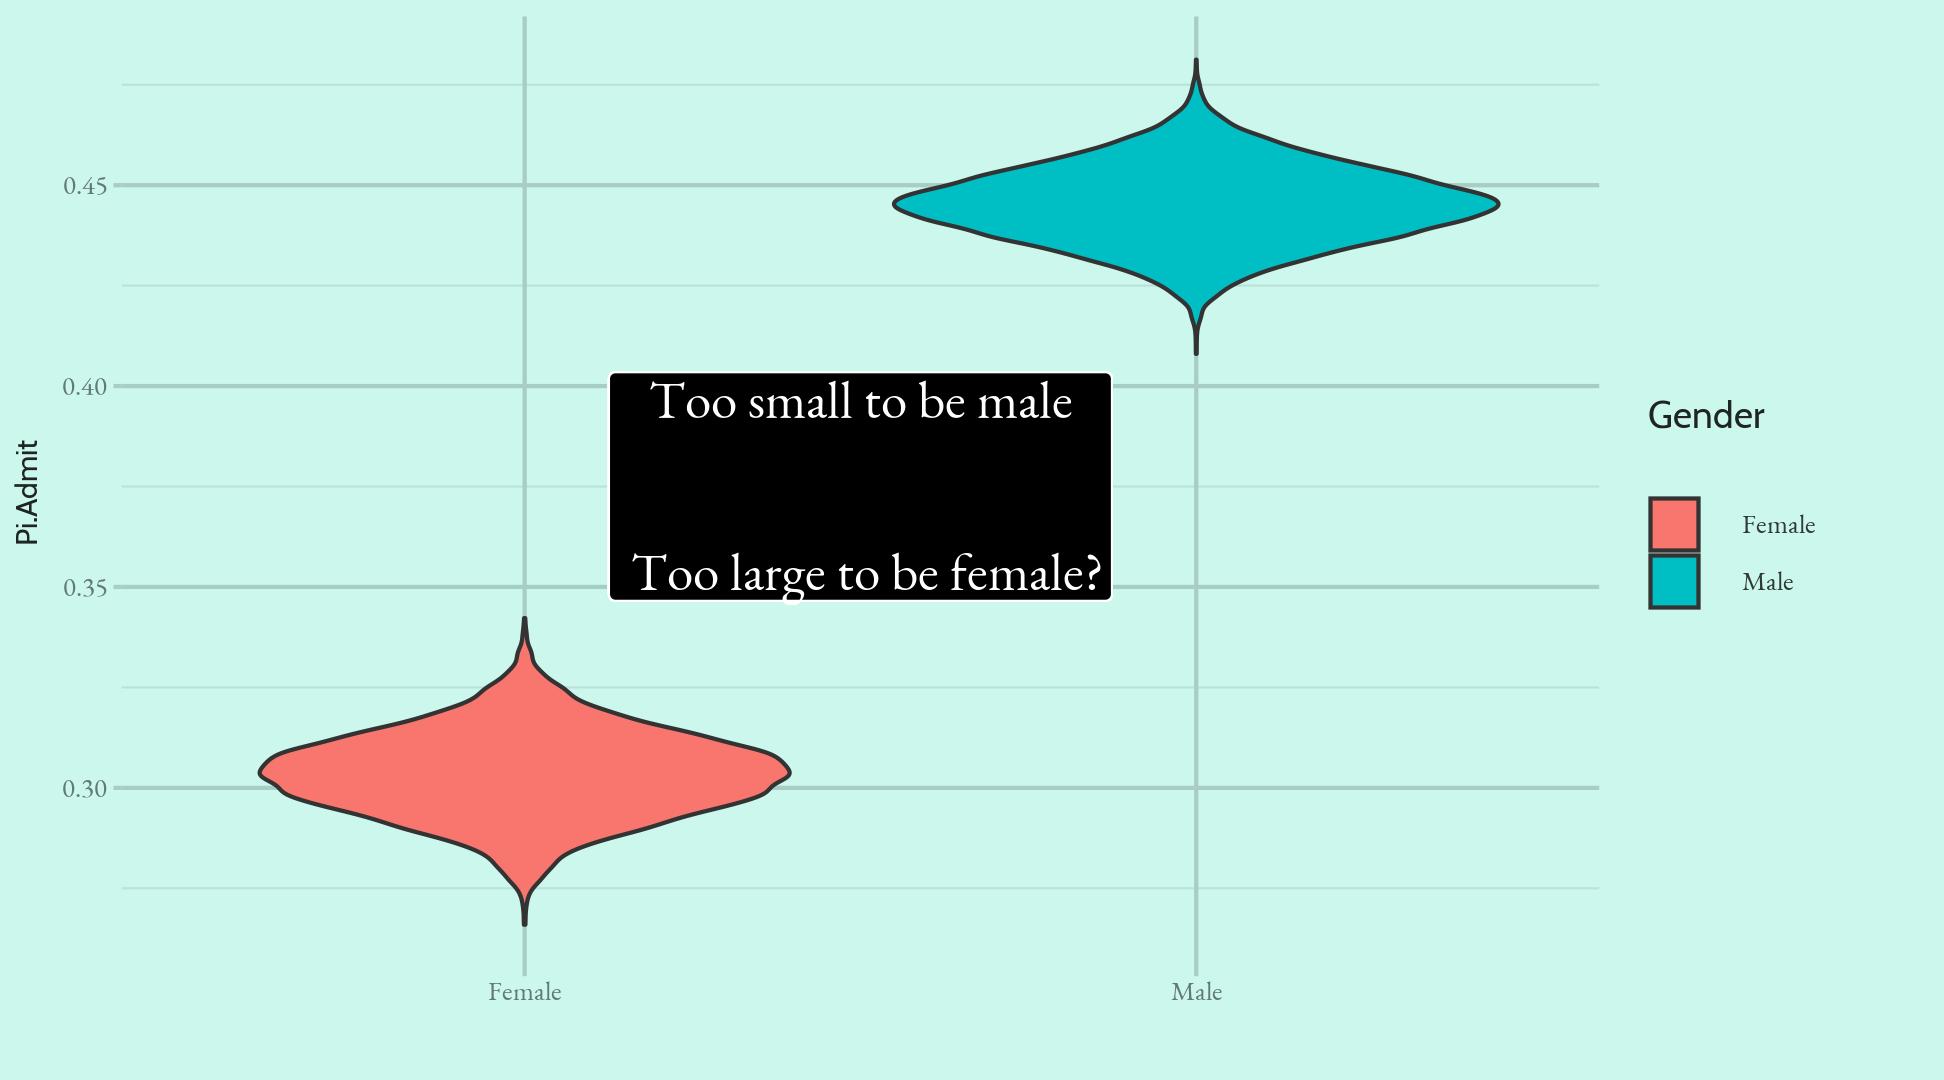 0.45
0.40
0.35
0.30
Pi.Admit
Too small to be male
Too large to be female?
Female
Male
Gender
Female
Male